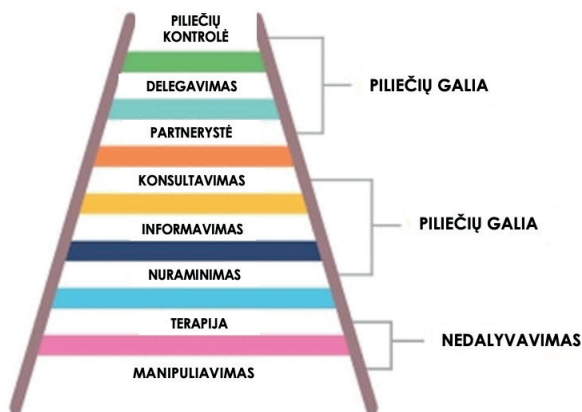 PILIEČIŲ
KONTROLĖ
DELEGAVIMAS
PILIEČIŲ GALIA
PARTNERYSTĖ
KONSULTAVIMAS
INFORMAVIMAS
PILIEČIŲ GALIA
NURAMINIMAS
TERAPIJA
NEDALYVAVIMAS
MANIPULIAVIMAS